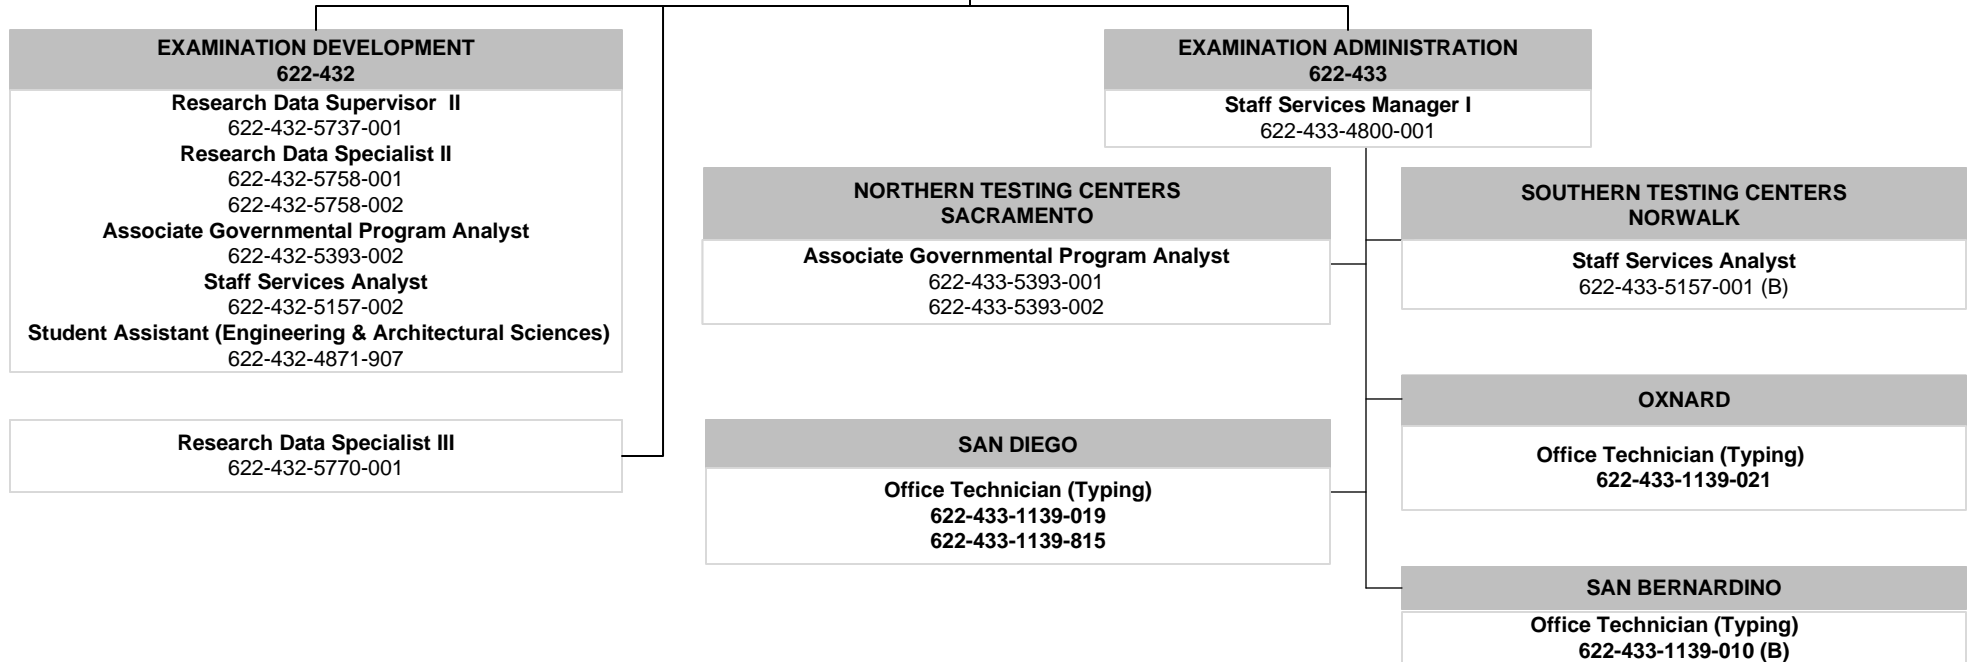 EXAMINATION DEVELOPMENT
622-432
Research Data Supervisor II
622-432-5737-001
Research Data Specialist II
622-432-5758-001
622-432-5758-002
Associate Governmental Program Analyst
622-432-5393-002
Staff Services Analyst
622-432-5157-002
Student Assistant (Engineering & Architectural Sciences)
622-432-4871-907
Research Data Specialist III
622-432-5770-001
EXAMINATION ADMINISTRATION
622-433
Staff Services Manager I
622-433-4800-001
NORTHERN TESTING CENTERS
SACRAMENTO
Associate Governmental Program Analyst
622-433-5393-001
622-433-5393-002
SAN DIEGO
Office Technician (Typing)
622-433-1139-019
622-433-1139-815
SOUTHERN TESTING CENTERS
NORWALK
Staff Services Analyst
622-433-5157-001 (B)
OXNARD
Office Technician (Typing)
622-433-1139-021
SAN BERNARDINO
Office Technician (Typing)
622-433-1139-010 (B)